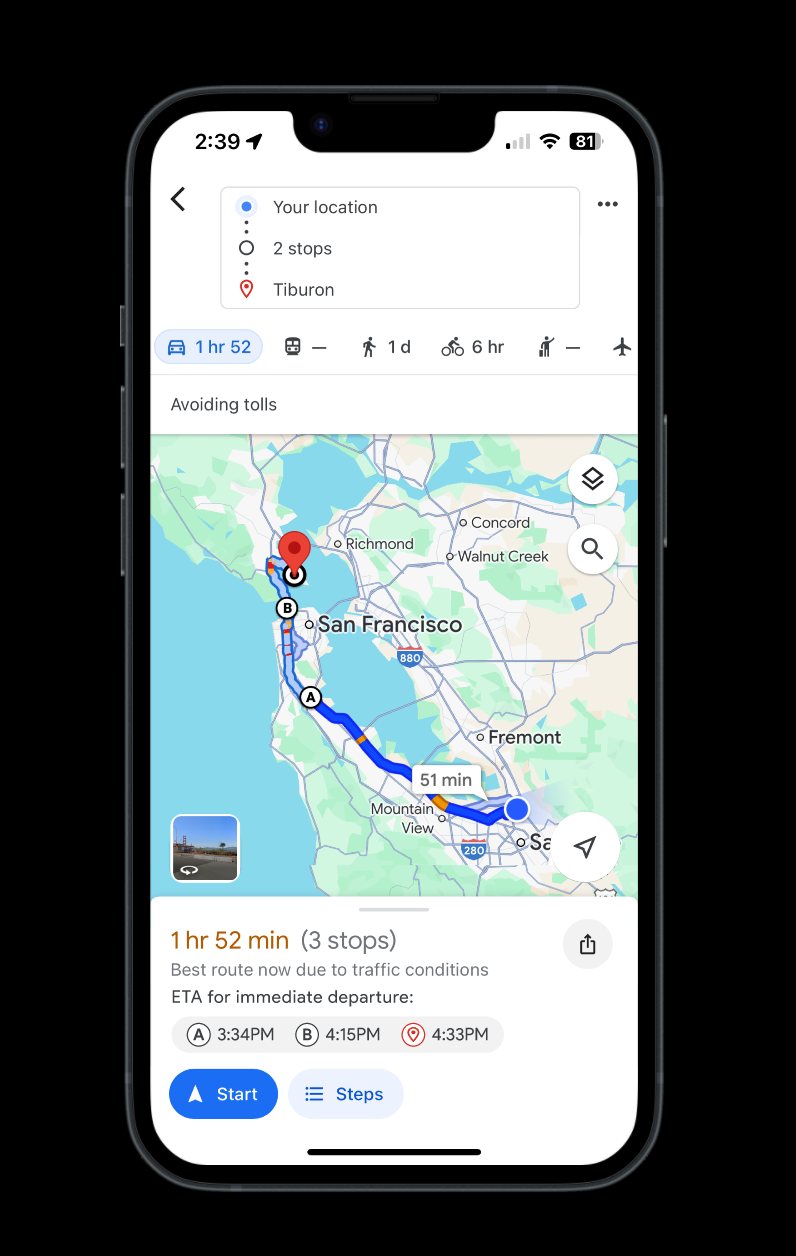 2:39
81
Your location
2 stops
Tiburon
1 hr 52
—
1 d
6 hr
—
Avoiding tolls
Concord
Richmond
Walnut Creek
B
San Francisco
880
A
Fremont
51 min
Mountain
View
280
Sa
1 hr 52 min (3 stops)
Best route now due to traffic conditions
ETA for immediate departure:
A 3:34PM B 4:15PM 4:33PM
Start
Steps